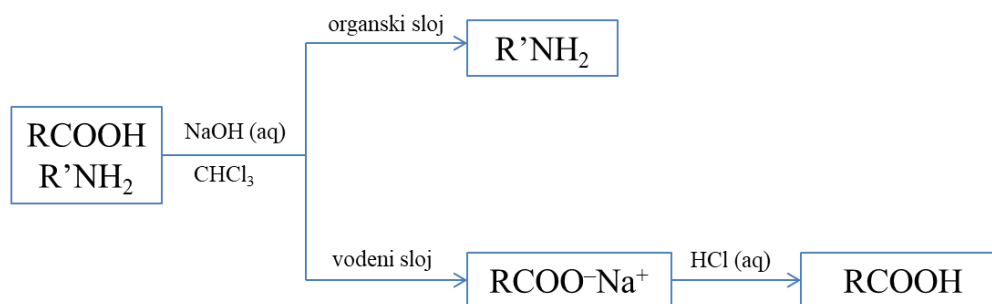 organski sloj
R’NH₂
RCOOH
R’NH₂
NaOH (aq)
CHCl₃
vodeni sloj
RCOO⁻Na⁺
HCl (aq)
RCOOH